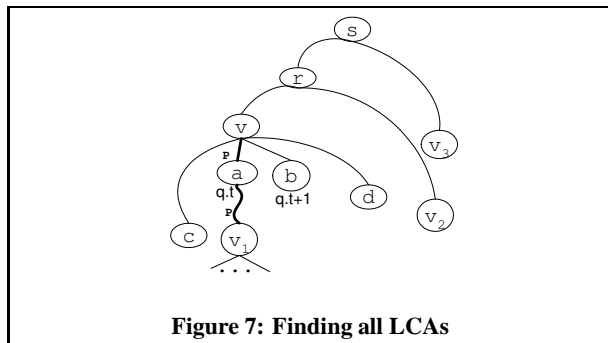 s
r
v
v3
P
a
b
q.t
q.t+1
d
v2
P
c
v1
. . .
Figure 7: Finding all LCAs